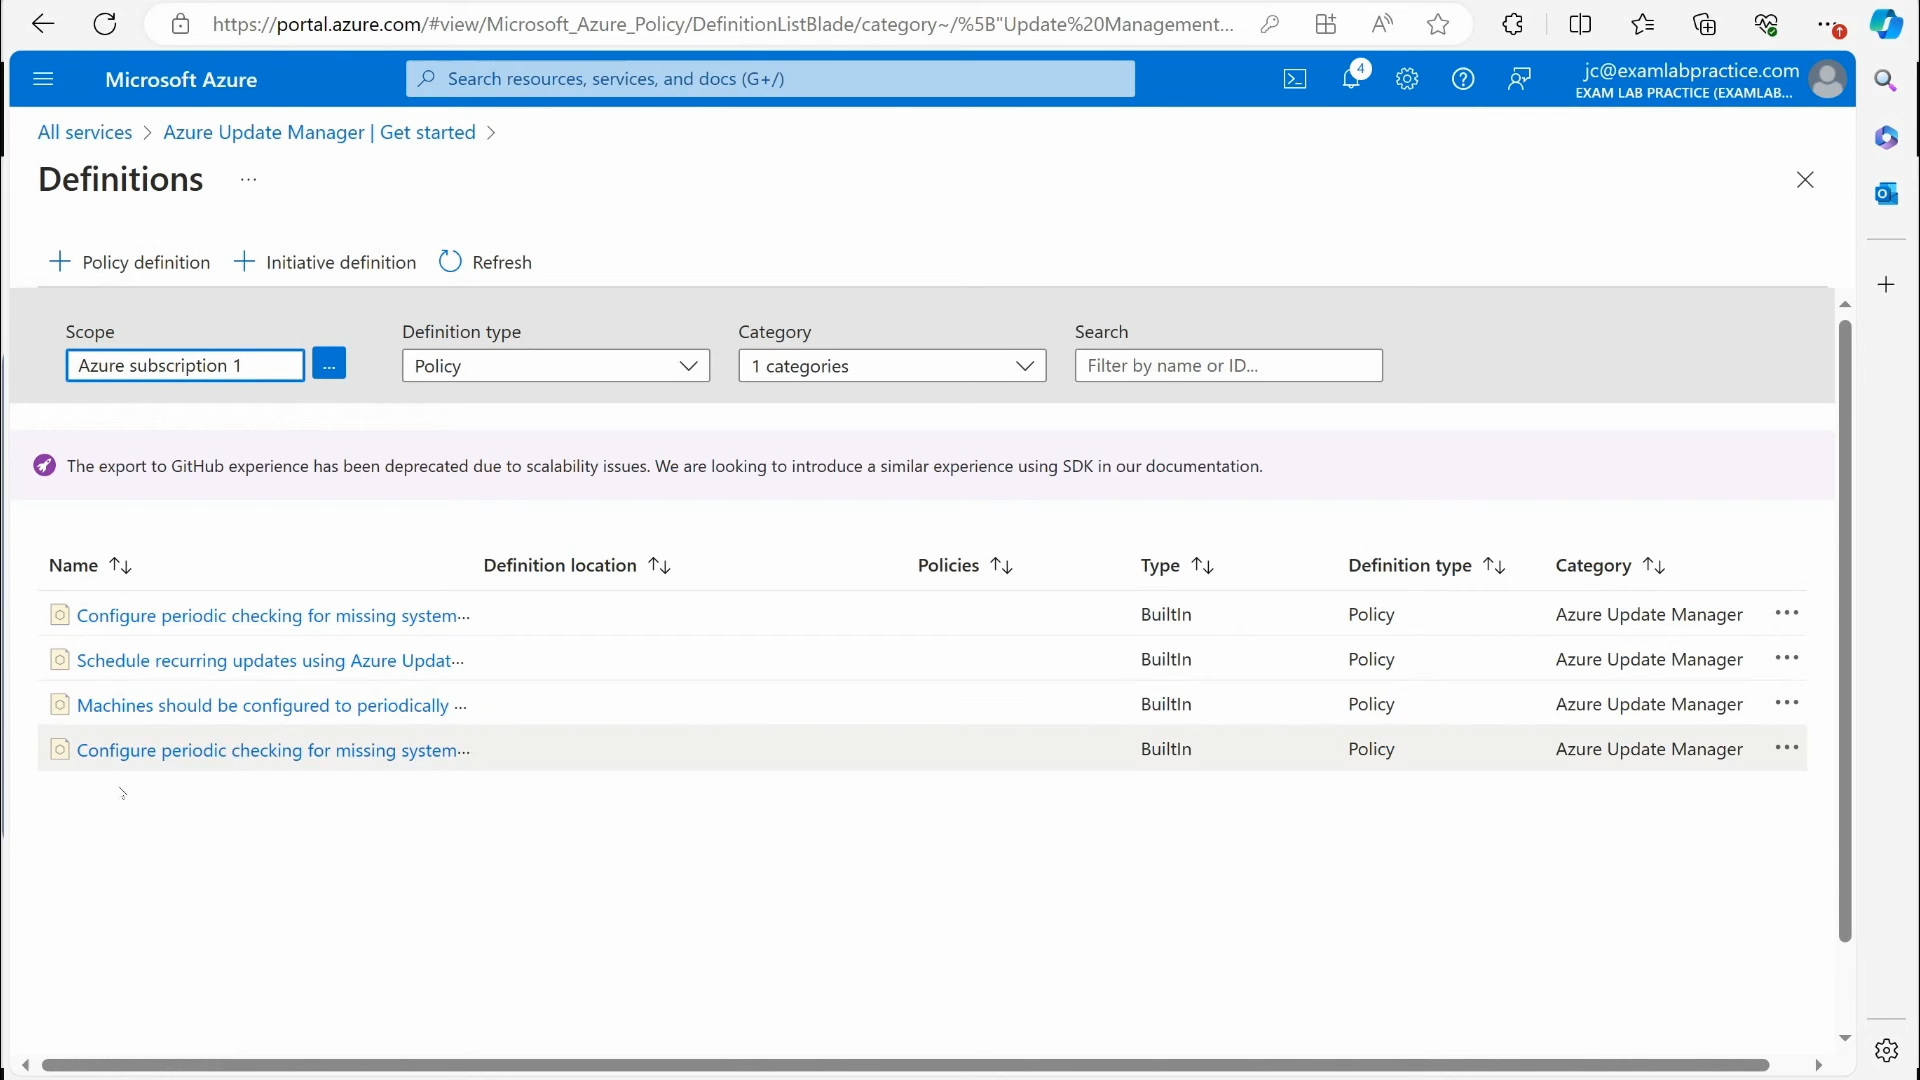 https://portal.azure.com/#view/Microsoft_Azure_Policy/DefinitionListBlade/category~/%5B"Update%20Management...
Microsoft Azure
Search resources, services, and docs (G+/)
4
jc@examlabpractice.com
EXAM LAB PRACTICE (EXAMLAB...
All services > Azure Update Manager | Get started >
Definitions ...
Policy definition
Initiative definition
Refresh
Scope
Definition type
Category
Search
Azure subscription 1
...
Policy
1 categories
Filter by name or ID...
The export to GitHub experience has been deprecated due to scalability issues. We are looking to introduce a similar experience using SDK in our documentation.
Name ↑↓ Definition location ↑↓ Policies ↑↓ Type ↑↓ Definition type ↑↓ Category ↑↓
Configure periodic checking for missing system... BuiltIn Policy Azure Update Manager ...
Schedule recurring updates using Azure Updat... BuiltIn Policy Azure Update Manager ...
Machines should be configured to periodically ... BuiltIn Policy Azure Update Manager ...
Configure periodic checking for missing system... BuiltIn Policy Azure Update Manager ...